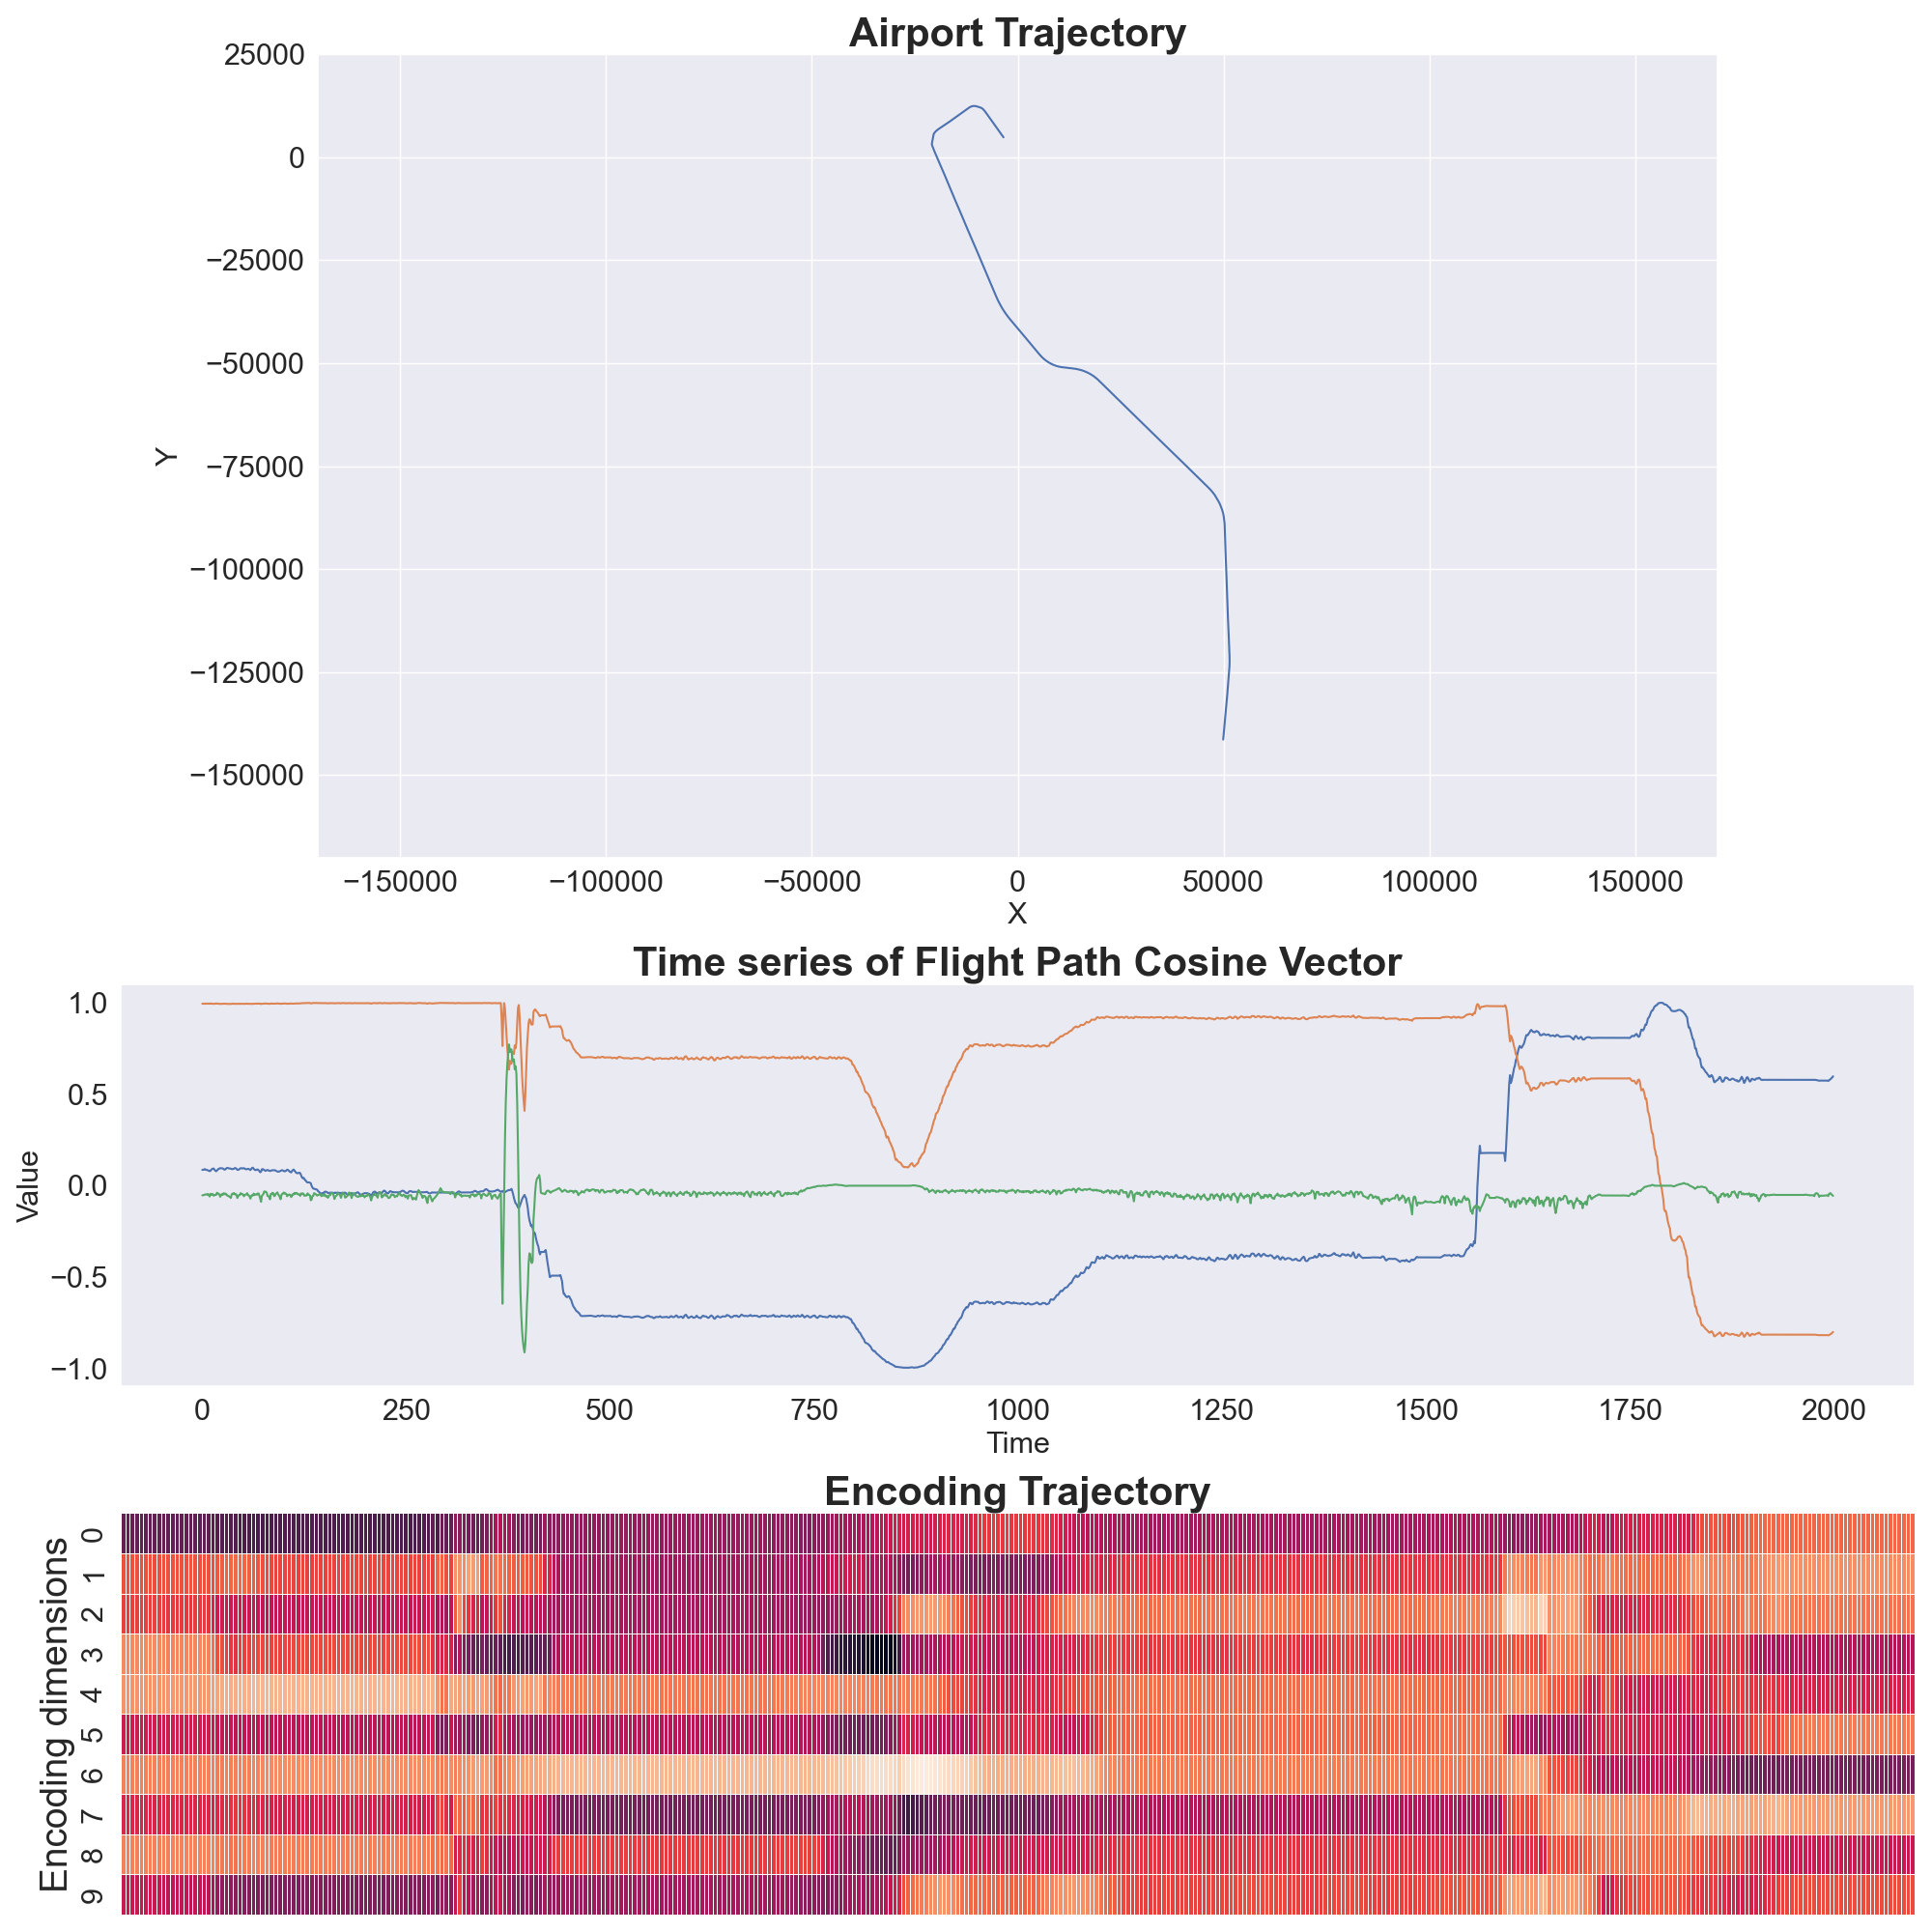 Airport Trajectory
25000
0
−25000
−50000
−75000
−100000
−125000
−150000
Y
−150000 −100000 −50000 0 50000 100000 150000
X
Time series of Flight Path Cosine Vector
1.0
0.5
0.0
−0.5
−1.0
Value
0 250 500 750 1000 1250 1500 1750 2000
Time
Encoding Trajectory
Encoding dimensions
0
1
2
3
4
5
6
7
8
9